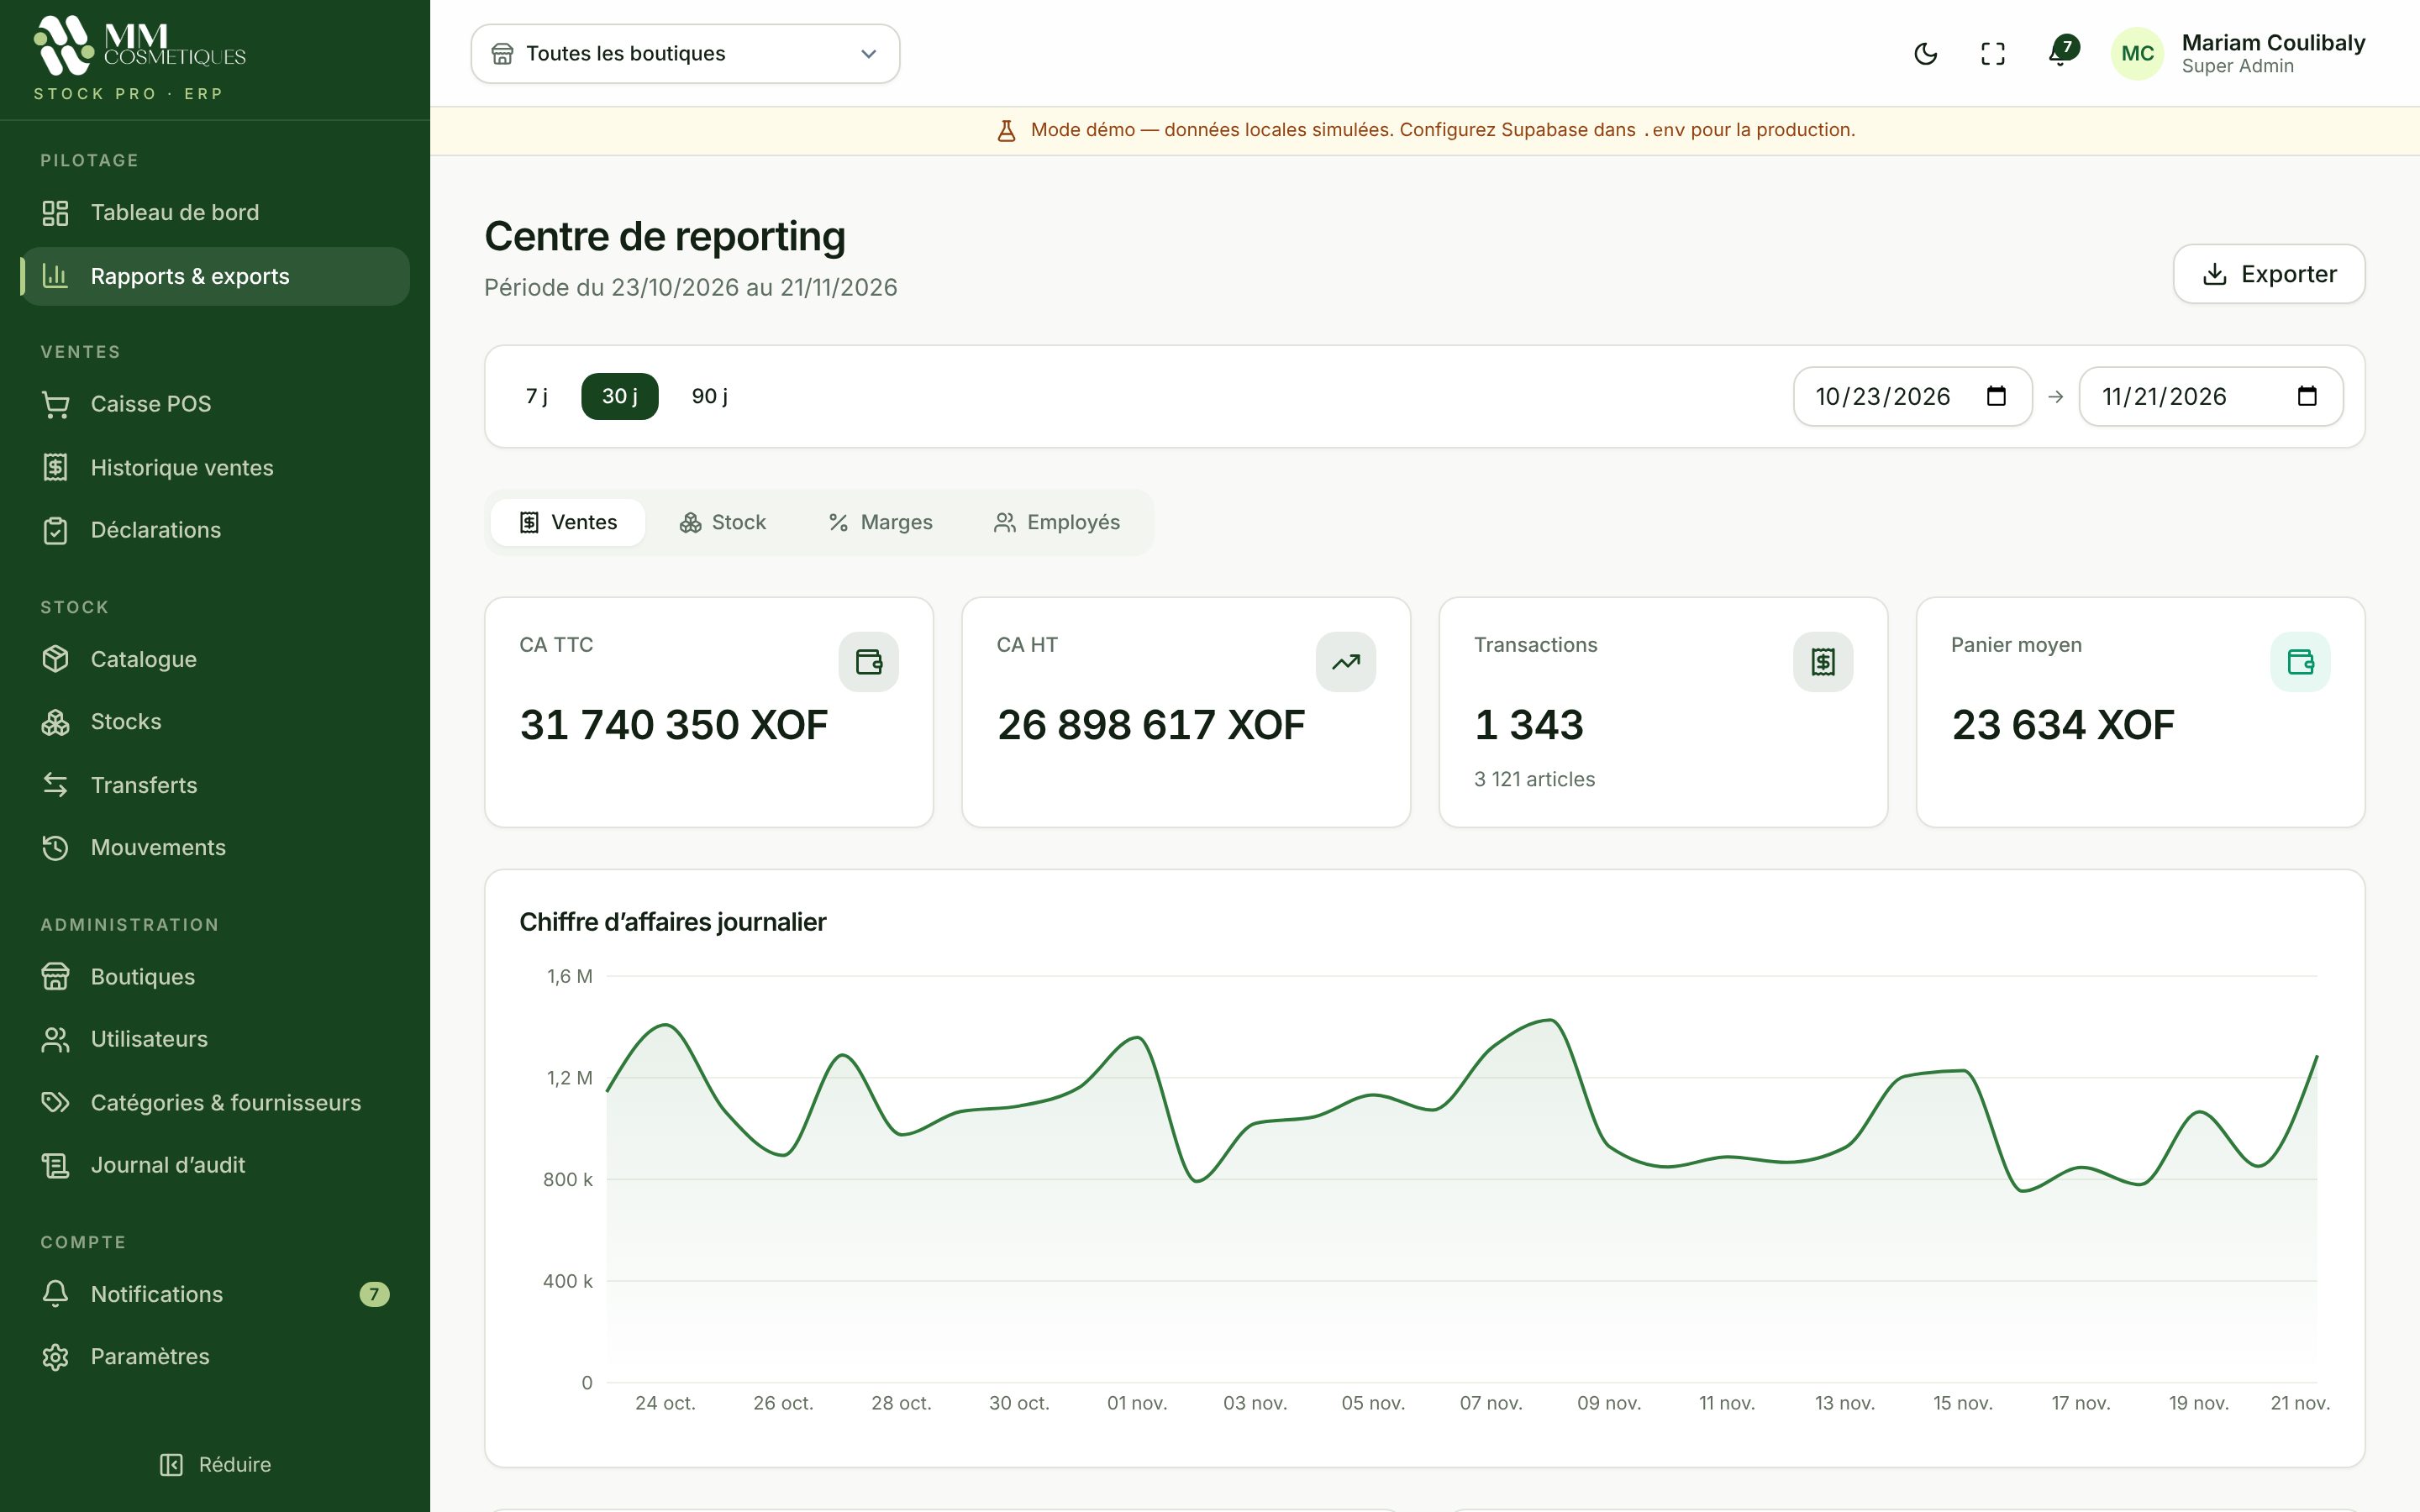 MM
COSMETIQUES
STOCK PRO · ERP
PILOTAGE
Tableau de bord
Rapports & exports
VENTES
Caisse POS
Historique ventes
Déclarations
STOCK
Catalogue
Stocks
Transferts
Mouvements
ADMINISTRATION
Boutiques
Utilisateurs
Catégories & fournisseurs
Journal d’audit
COMPTE
Notifications 7
Paramètres
Réduire
Toutes les boutiques
7
MC
Mariam Coulibaly
Super Admin
Mode démo — données locales simulées. Configurez Supabase dans .env pour la production.
Centre de reporting
Période du 23/10/2026 au 21/11/2026
Exporter
7 j 30 j 90 j
10/23/2026 → 11/21/2026
Ventes Stock Marges Employés
CA TTC
31 740 350 XOF
CA HT
26 898 617 XOF
Transactions
1 343
3 121 articles
Panier moyen
23 634 XOF
Chiffre d’affaires journalier
1,6 M
1,2 M
800 k
400 k
0
24 oct. 26 oct. 28 oct. 30 oct. 01 nov. 03 nov. 05 nov. 07 nov. 09 nov. 11 nov. 13 nov. 15 nov. 17 nov. 19 nov. 21 nov.